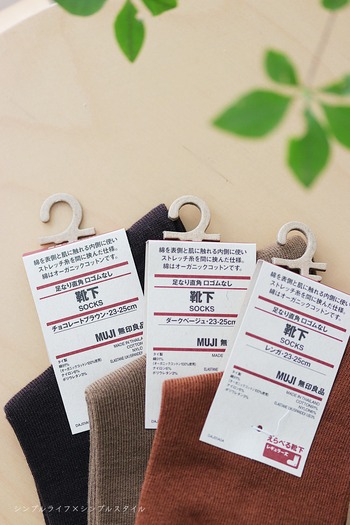 綿を表側と肌に触れる内側に使い
ストレッチ糸を間に挟んだ仕様。
綿はオーガニックコットンです。
足なり直角 口ゴムなし
靴下
SOCKS
チョコレートブラウン・23-25cm
MUJI 無印良品
綿を表側と肌に触れる内側に使い
ストレッチ糸を間に挟んだ仕様。
綿はオーガニックコットンです。
足なり直角 口ゴムなし
靴下
SOCKS
ダークベージュ・23-25cm
MUJI 無印良品
綿を表側と肌に触れる内側に使い
ストレッチ糸を間に挟んだ仕様。
綿はオーガニックコットンです。
足なり直角 口ゴムなし
靴下
SOCKS
レンガ・23-25cm
MUJI 無印良品
えらべる靴下
シンプルライフ×シンプルスタイル